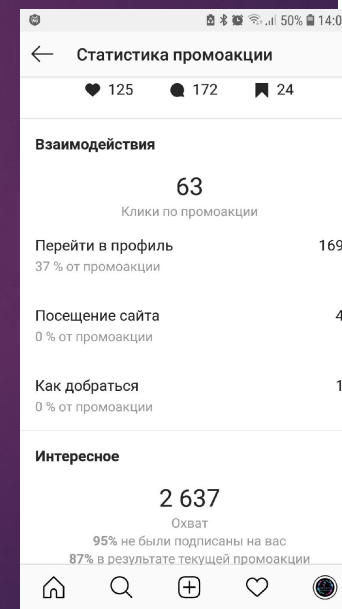 50% 14:0
Статистика промоакции
125 172 24
Взаимодействия
63
Клики по промоакции
Перейти в профиль 169
37 % от промоакции
Посещение сайта 4
0 % от промоакции
Как добраться 1
0 % от промоакции
Интересное
2 637
Охват
95% не были подписаны на вас
87% в результате текущей промоакции